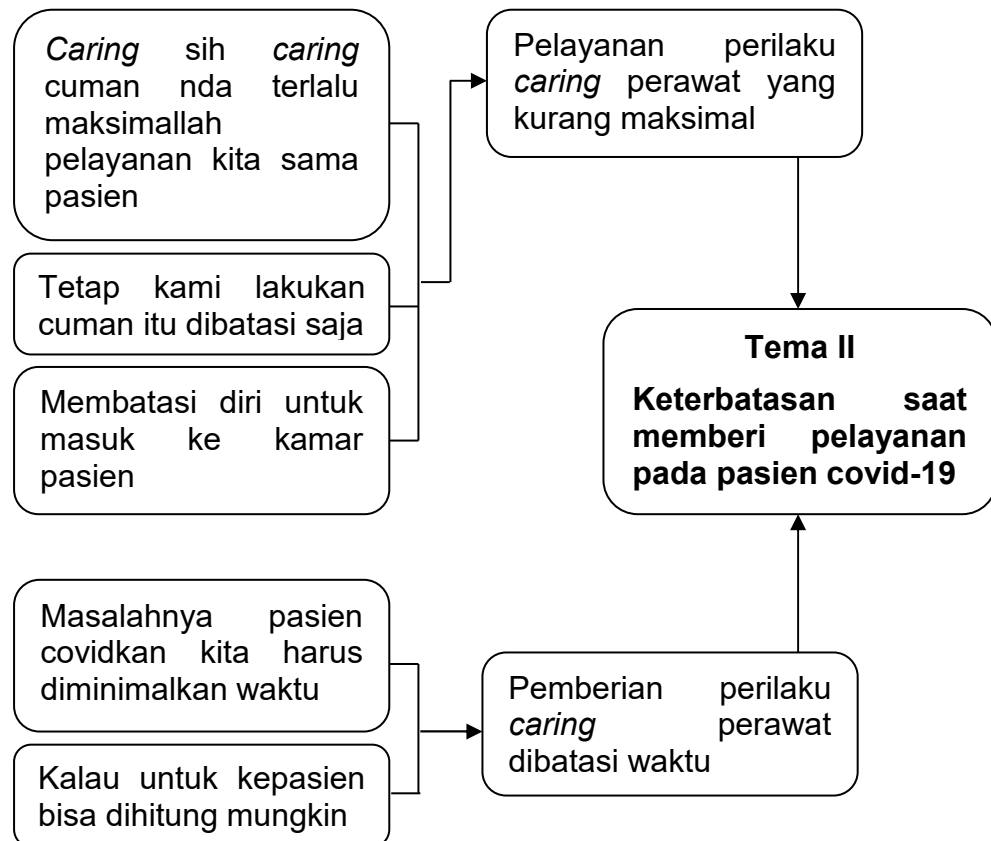 Caring sih caring
cuman nda terlalu
maksimallah
pelayanan kita sama
pasien
Tetap kami lakukan
cuman itu dibatasi saja
Membatasi diri untuk
masuk ke kamar
pasien
Pelayanan perilaku
caring perawat yang
kurang maksimal
Tema II
Keterbatasan saat
memberi pelayanan
pada pasien covid-19
Masalahnya pasien
covidkan kita harus
diminimalkan waktu
Kalau untuk kepasien
bisa dihitung mungkin
Pemberian perilaku
caring perawat
dibatasi waktu